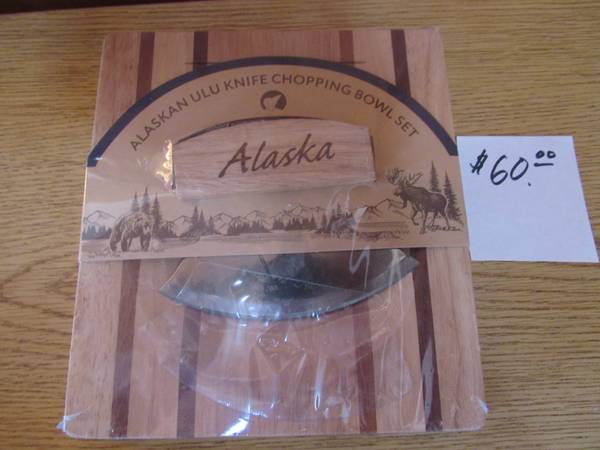 ALASKAN ULU KNIFE CHOPPING BOWL SET
Alaska
$60.00